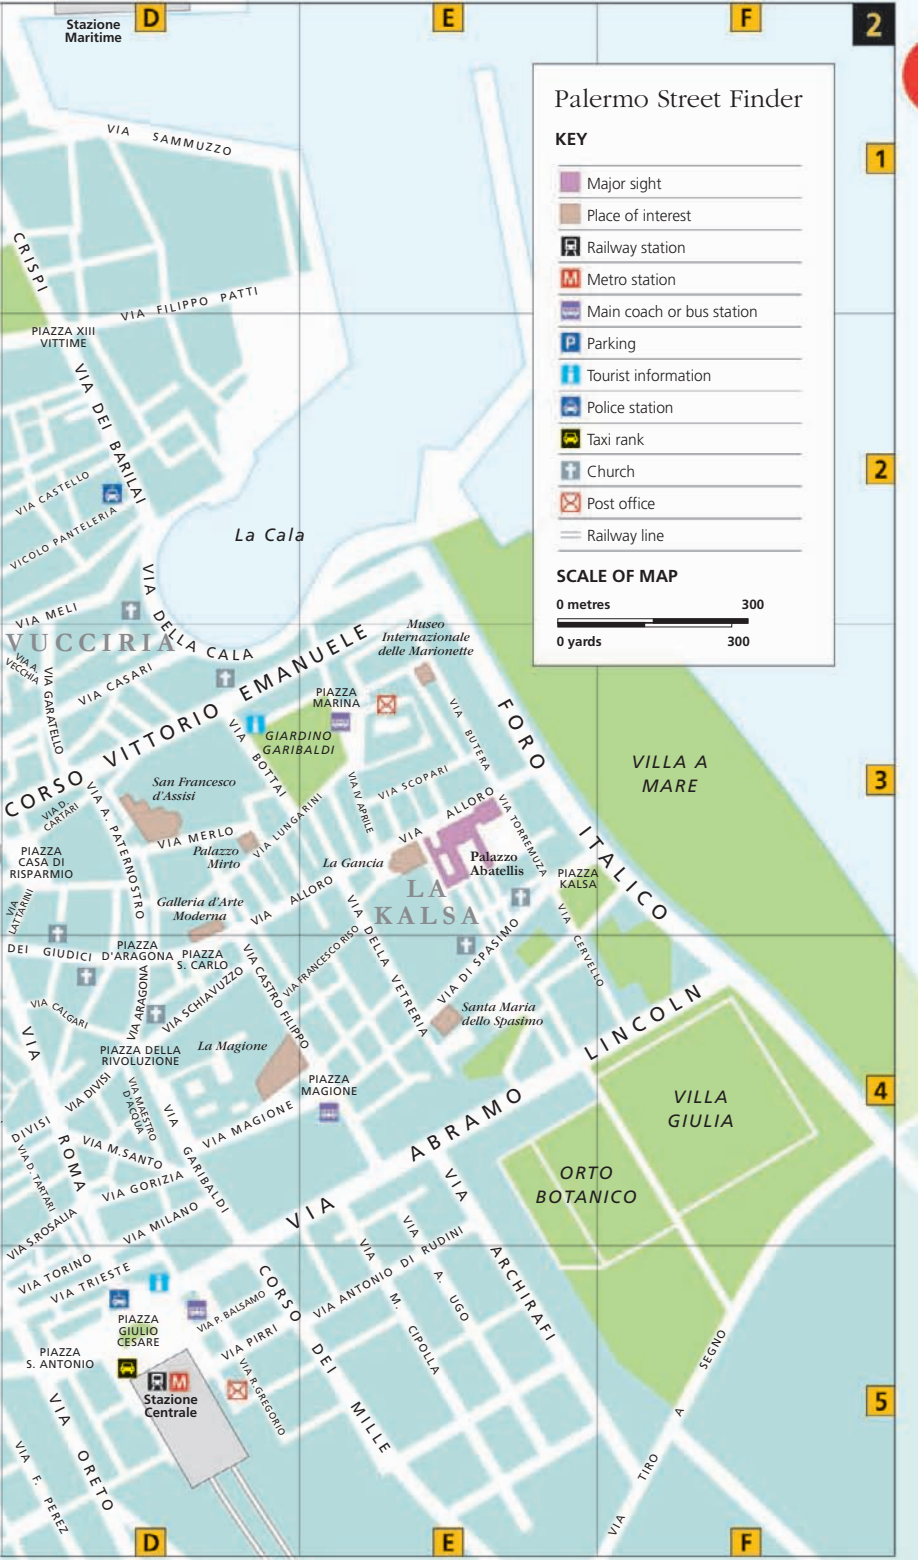 D
E
F
2
Stazione
Maritime
Palermo Street Finder
KEY
Major sight
Place of interest
Railway station
M Metro station
Main coach or bus station
P Parking
Tourist information
Police station
Taxi rank
Church
Post office
Railway line
SCALE OF MAP
0 metres 300
0 yards 300
1
VIA SAMMUZZO
CRISPI
VIA FILIPPO PATTI
PIAZZA XIII
VITTIME
VIA DEI BARILAI
2
VIA CASTELLO
VICOLO PANTELERIA
La Cala
VIA DELLA CALA
VIA MELI
VUCCIRIA
VIA A.
VECCHIA
VIA GARATELLO
VIA CASARI
CORSO VITTORIO EMANUELE
Museo
Internazionale
delle Marionette
PIAZZA
MARINA
GIARDINO
GARIBALDI
VIA BOTTAI
VIA BUTERA
FORO ITALICO
VILLA A
MARE
3
VIA D.
CARTARI
VIA A. PATERNOSTRO
San Francesco
d'Assisi
VIA MERLO
Palazzo
Mirto
VIA LUNGARINI
VIA IV APRILE
VIA SCOPARI
VIA ALLORO
VIA TORREMUZA
La Gancia
Palazzo
Abatellis
PIAZZA
KALSA
LA
KALSA
PIAZZA
CASA DI
RISPARMIO
VIA
LATTARINI
Galleria d'Arte
Moderna
VIA ALLORO
DEI GIUDICI
PIAZZA
D'ARAGONA
PIAZZA
S. CARLO
VIA CASTRO FILIPPO
VIA FRANCESCO RISO
VIA DELLA VETRERIA
VIA DI SPASIMO
VIA CERVELLO
VIA CALGARI
VIA ARAGONA
VIA SCHIAVUZZO
Santa Maria
dello Spasimo
VIA ROMA
PIAZZA DELLA
RIVOLUZIONE
La Magione
PIAZZA
MAGIONE
VIA ABRAMO LINCOLN
VILLA
GIULIA
4
DIVISI
VIA DIVISI
VIA MAESTRO
D'ACQUA
VIA GARIBALDI
VIA MAGIONE
VIA D. TARTARI
VIA M.SANTO
VIA GORIZIA
ORTO
BOTANICO
VIA S.ROSALIA
VIA MILANO
VIA TORINO
VIA TRIESTE
VIA ARCHIRAFI
VIA A. UGO
VIA M. CIPOLLA
VIA ANTONIO DI RUDINI
CORSO DEI MILLE
VIA P. BALSAMO
VIA PIRRI
VIA R.GREGORIO
PIAZZA
GIULIO
CESARE
PIAZZA
S. ANTONIO
M
Stazione
Centrale
VIA ORETO
VIA F. PEREZ
VIA TIRO A SEGNO
5
D
E
F